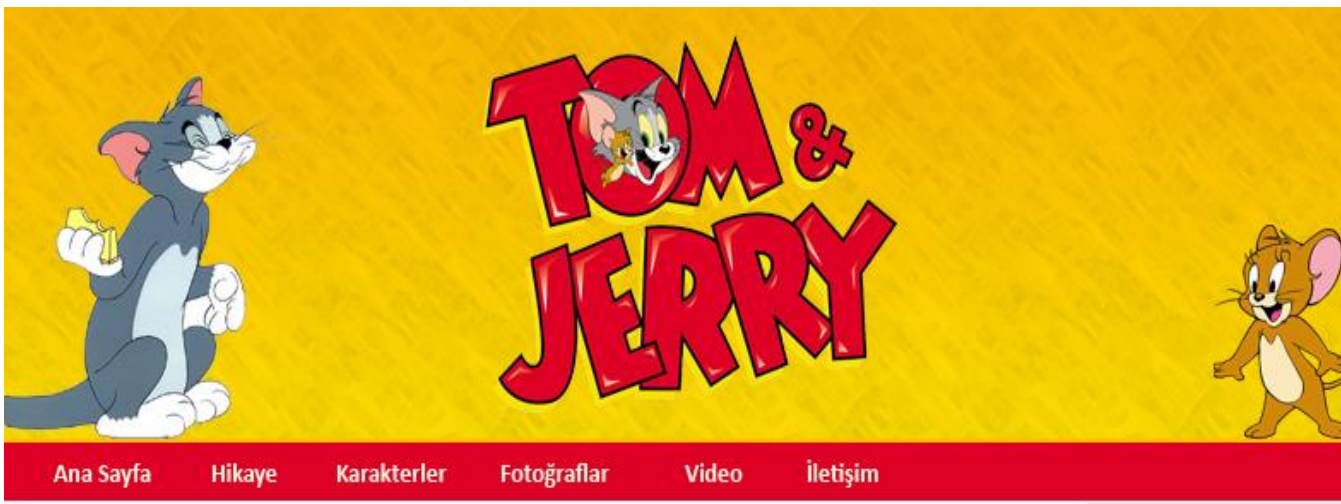 TOM &
JERRY
Ana Sayfa Hikaye Karakterler Fotoğraflar Video İletişim